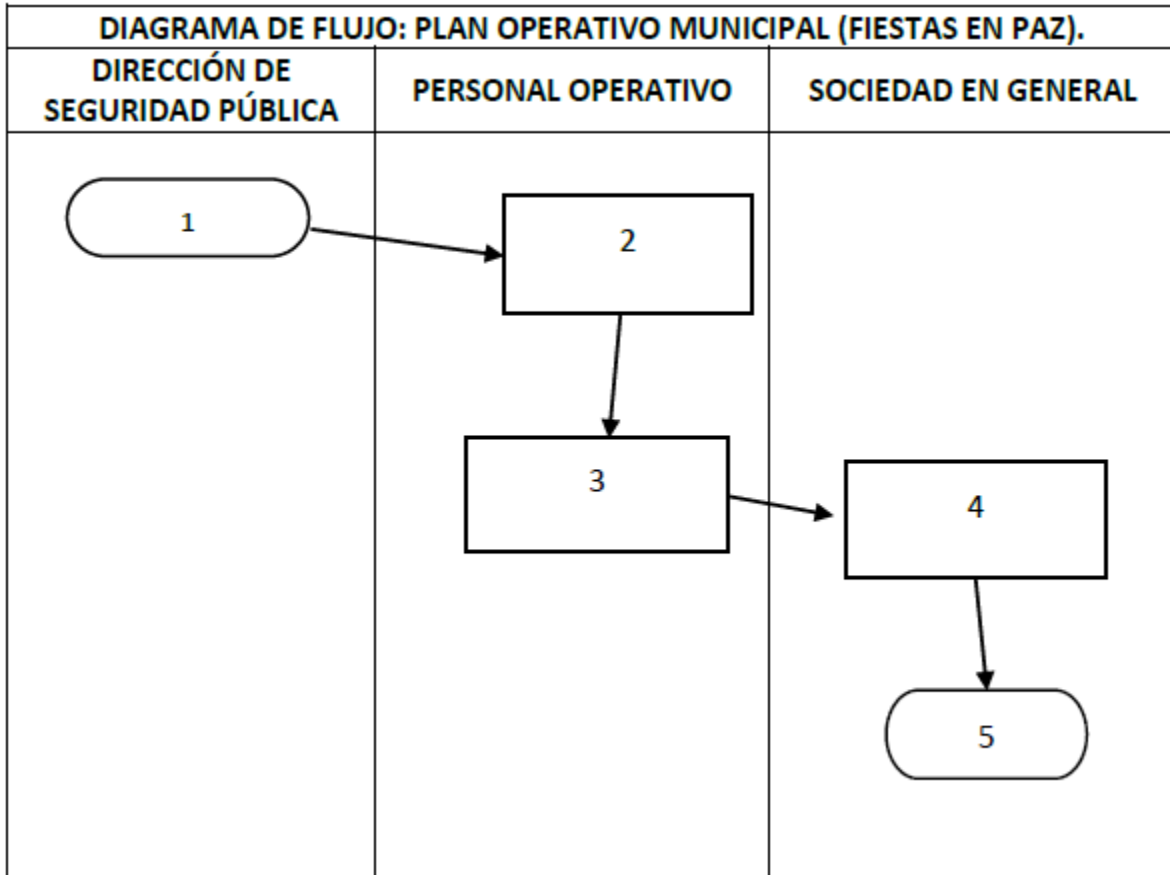 DIAGRAMA DE FLUJO: PLAN OPERATIVO MUNICIPAL (FIESTAS EN PAZ).
DIRECCIÓN DE
SEGURIDAD PÚBLICA
PERSONAL OPERATIVO
SOCIEDAD EN GENERAL
1
2
3
4
5